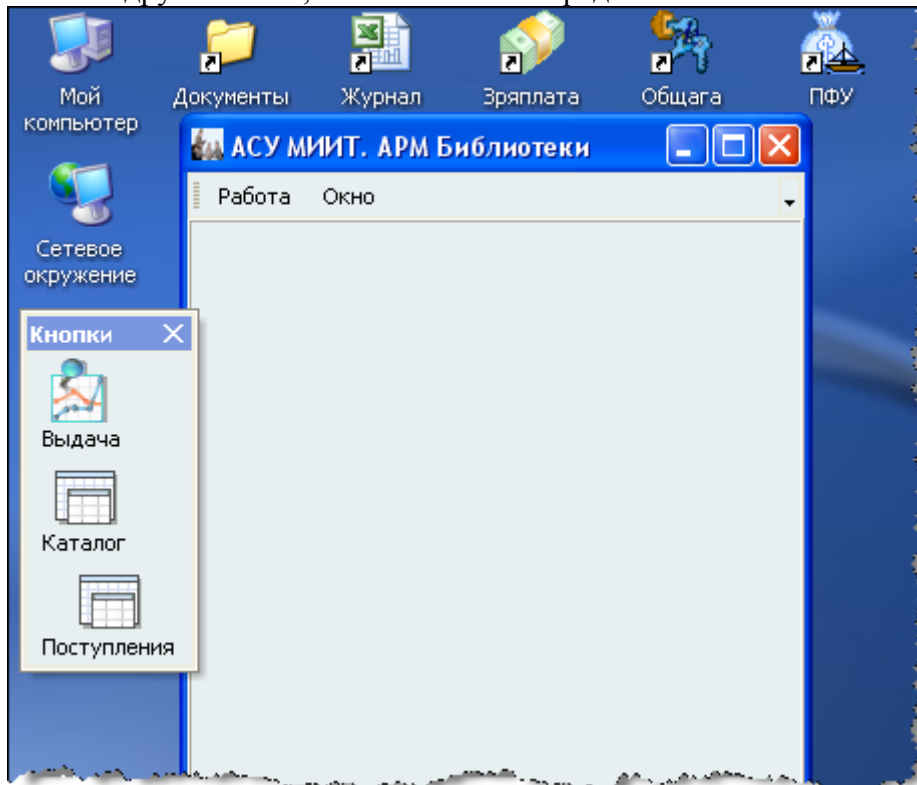 Мой компьютер
Документы
Журнал
Зряплата
Общага
ПФУ
АСУ МИИТ. АРМ Библиотеки
Работа Окно
Сетевое
окружение
Кнопки
Выдача
Каталог
Поступления